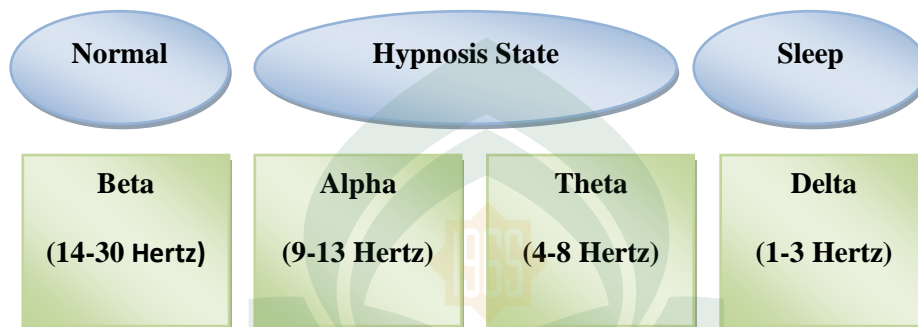 Normal
Hypnosis State
Sleep
Beta
(14-30 Hertz)
Alpha
(9-13 Hertz)
Theta
(4-8 Hertz)
Delta
(1-3 Hertz)
1965